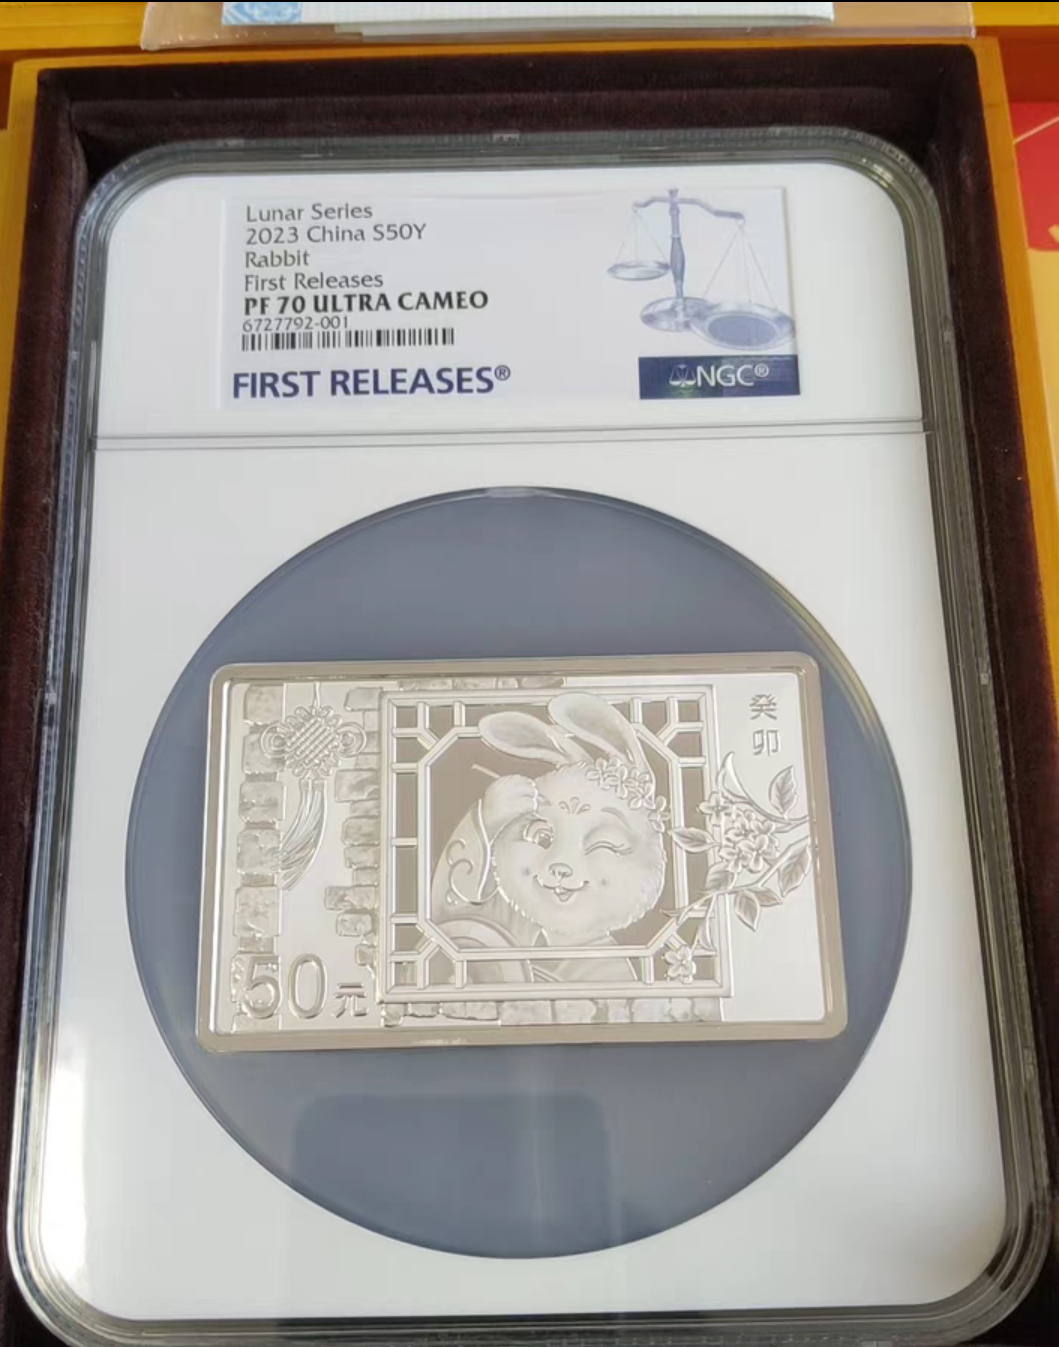 Lunar Series
2023 China S50Y
Rabbit
First Releases
PF 70 ULTRA CAMEO
6727792-001
FIRST RELEASES®
NGC®
癸
卯
50元